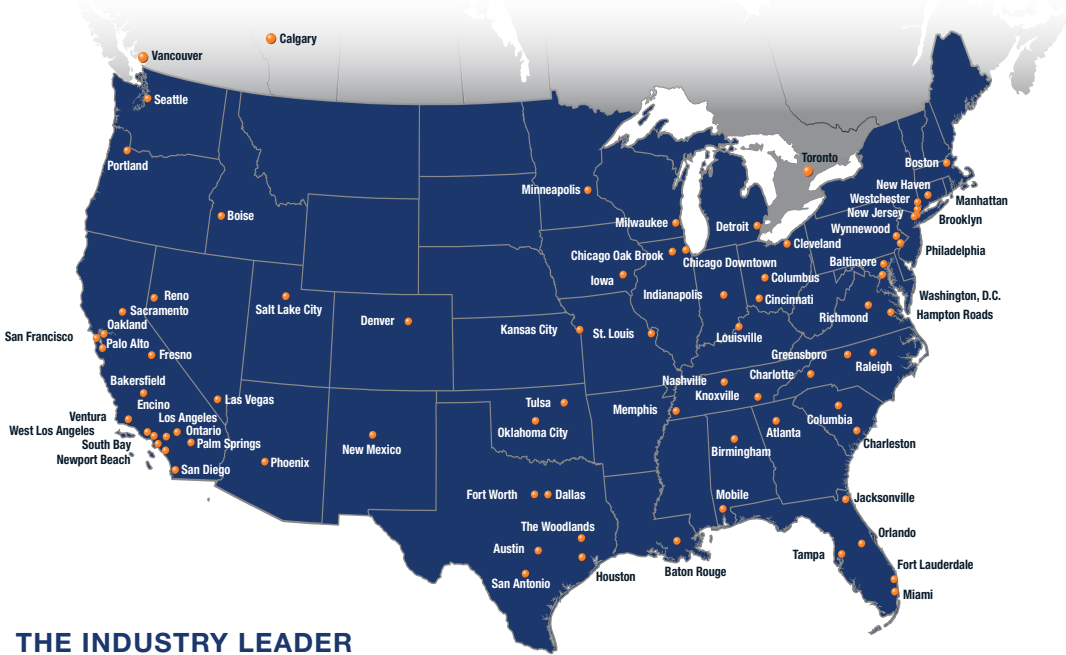 Calgary
Vancouver
Seattle
Portland
Boise
Toronto
Boston
New Haven
Westchester
Manhattan
New Jersey
Brooklyn
Wynnewood
Philadelphia
Minneapolis
Milwaukee
Detroit
Cleveland
Chicago Oak Brook
Chicago Downtown
Baltimore
Iowa
Columbus
Indianapolis
Cincinnati
Washington, D.C.
Hampton Roads
Richmond
Reno
Sacramento
Salt Lake City
Oakland
San Francisco
Palo Alto
Fresno
Denver
Kansas City
St. Louis
Louisville
Greensboro
Raleigh
Bakersfield
Encino
Las Vegas
Nashville
Charlotte
Knoxville
Tulsa
Memphis
Ventura
Los Angeles
West Los Angeles
Ontario
South Bay
Palm Springs
Newport Beach
San Diego
Phoenix
New Mexico
Oklahoma City
Columbia
Atlanta
Charleston
Birmingham
Fort Worth
Dallas
Mobile
Jacksonville
The Woodlands
Austin
Houston
San Antonio
Baton Rouge
Orlando
Tampa
Fort Lauderdale
Miami
THE INDUSTRY LEADER